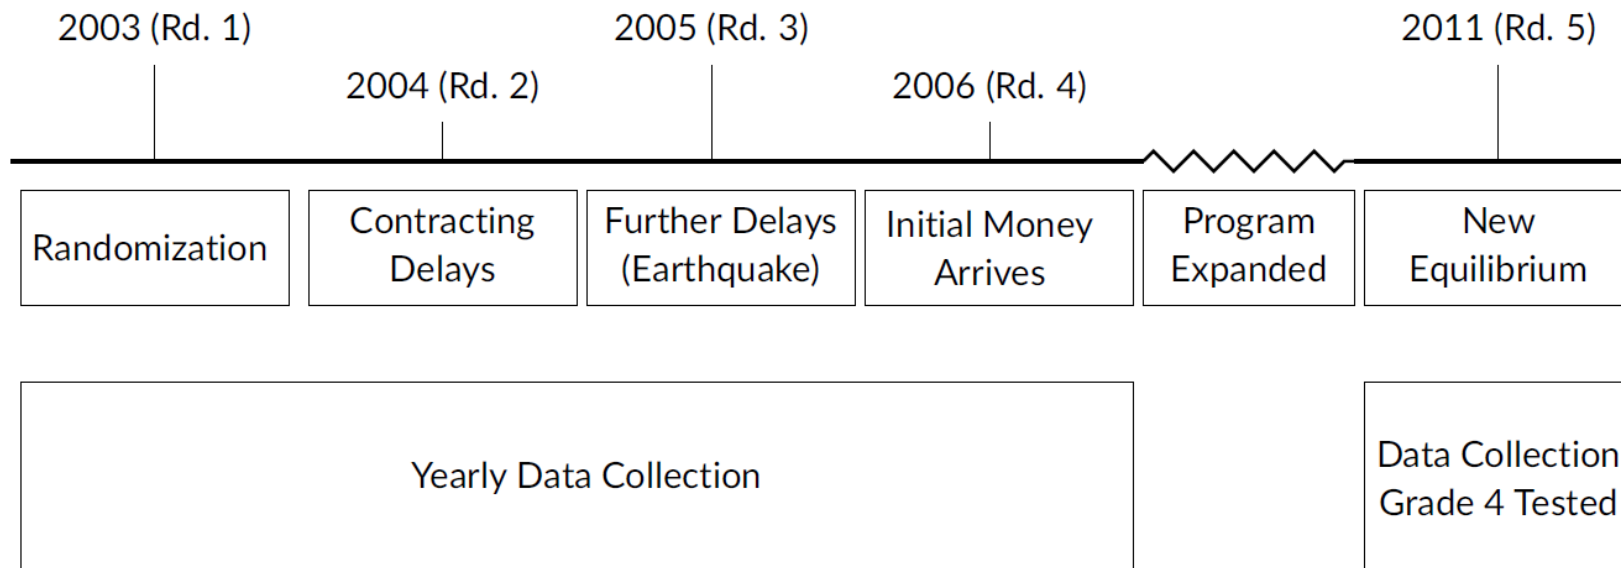 2003 (Rd. 1)
2005 (Rd. 3)
2011 (Rd. 5)
2004 (Rd. 2)
2006 (Rd. 4)
Randomization
Contracting
Delays
Further Delays
(Earthquake)
Initial Money
Arrives
Program
Expanded
New
Equilibrium
Yearly Data Collection
Data Collection
Grade 4 Tested